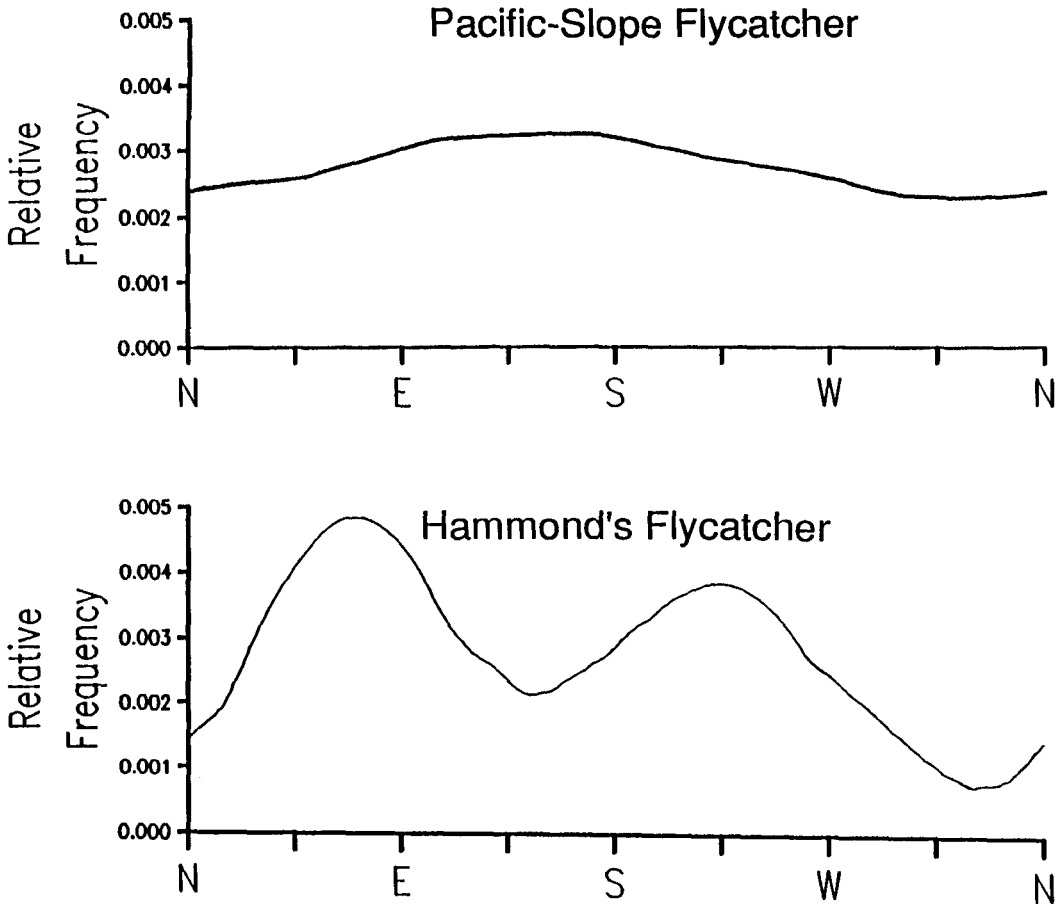 Pacific-Slope Flycatcher
Relative
Frequency
0.005
0.004
0.003
0.002
0.001
0.000
N E S W N
Hammond's Flycatcher
Relative
Frequency
0.005
0.004
0.003
0.002
0.001
0.000
N E S W N